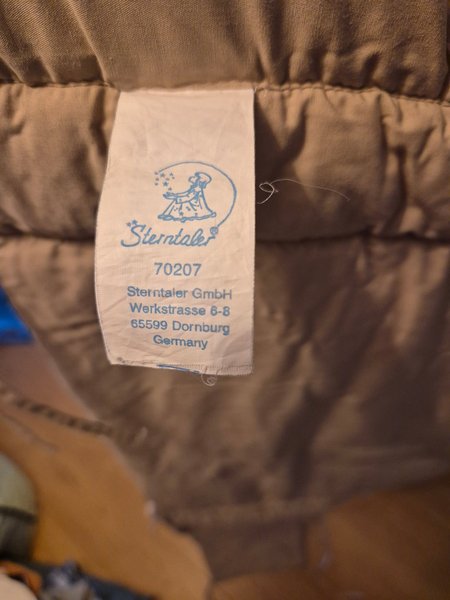 Sterntaler®
70207
Sterntaler GmbH
Werkstrasse 6-8
65599 Dornburg
Germany